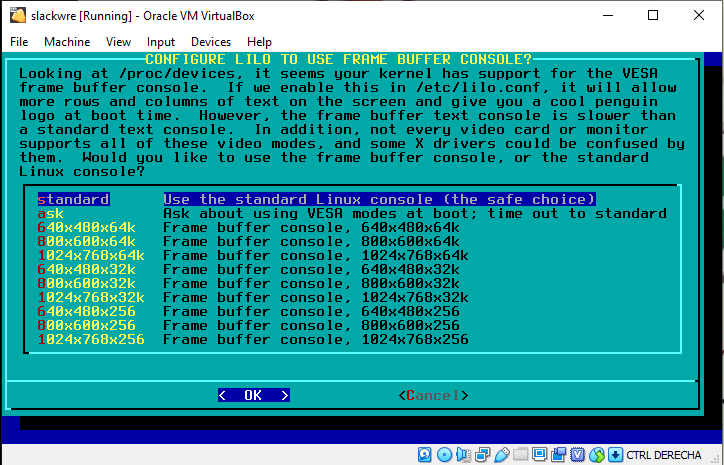 slackwre [Running] - Oracle VM VirtualBox
File Machine View Input Devices Help
CONFIGURE LILO TO USE FRAME BUFFER CONSOLE?
Looking at /proc/devices, it seems your kernel has support for the VESA
frame buffer console.  If we enable this in /etc/lilo.conf, it will allow
more rows and columns of text on the screen and give you a cool penguin
logo at boot time.  However, the frame buffer text console is slower than
a standard text console.  In addition, not every video card or monitor
supports all of these video modes, and some X drivers could be confused by
them.  Would you like to use the frame buffer console, or the standard
Linux console?
standard Use the standard Linux console (the safe choice)
ask Ask about using VESA modes at boot; time out to standard
640x480x64k Frame buffer console, 640x480x64k
800x600x64k Frame buffer console, 800x600x64k
1024x768x64k Frame buffer console, 1024x768x64k
640x480x32k Frame buffer console, 640x480x32k
800x600x32k Frame buffer console, 800x600x32k
1024x768x32k Frame buffer console, 1024x768x32k
640x480x256 Frame buffer console, 640x480x256
800x600x256 Frame buffer console, 800x600x256
1024x768x256 Frame buffer console, 1024x768x256
< OK > <Cancel>
CTRL DERECHA